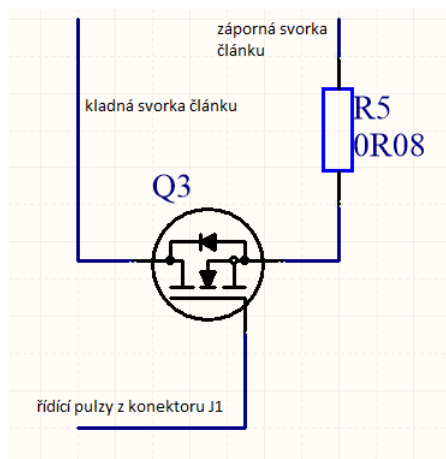 záporná svorka
článku
kladná svorka článku
R5
0R08
Q3
řídící pulzy z konektoru J1